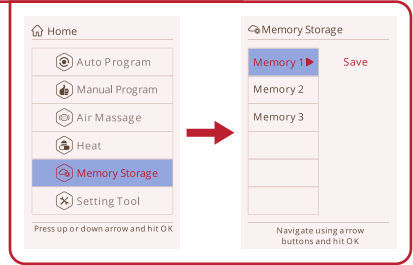 Home
Auto Program
Manual Program
Air Massage
Heat
Memory Storage
Setting Tool
Press up or down arrow and hit OK
Memory Storage
Memory 1 Save
Memory 2
Memory 3
Navigate using arrow
buttons and hit OK